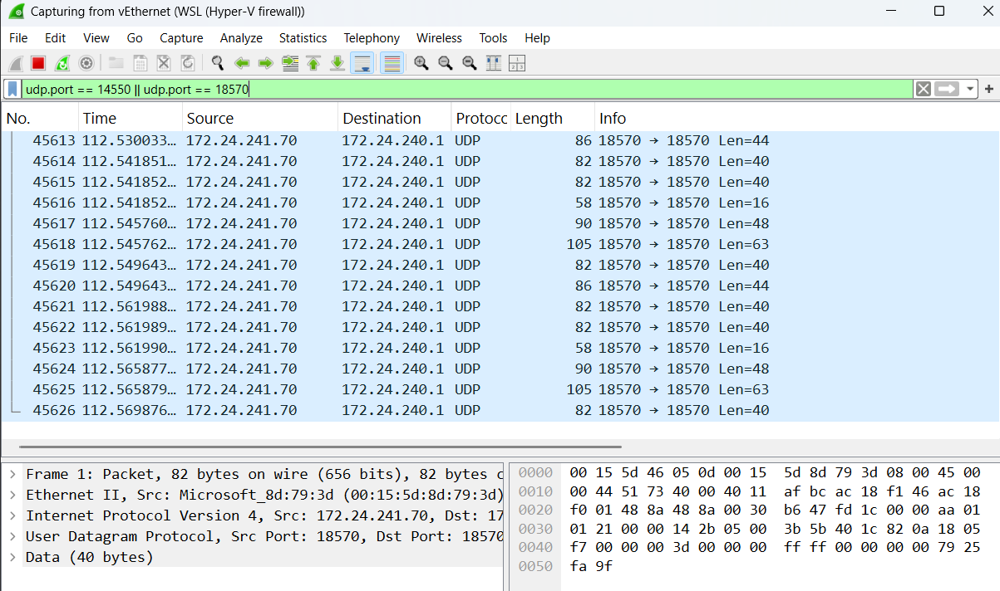 Capturing from vEthernet (WSL (Hyper-V firewall))
File Edit View Go Capture Analyze Statistics Telephony Wireless Tools Help
udp.port == 14550 || udp.port == 18570
No. Time Source Destination Protocc Length Info
45613 112.530033… 172.24.241.70 172.24.240.1 UDP 86 18570 → 18570 Len=44
45614 112.541851… 172.24.241.70 172.24.240.1 UDP 82 18570 → 18570 Len=40
45615 112.541852… 172.24.241.70 172.24.240.1 UDP 82 18570 → 18570 Len=40
45616 112.541852… 172.24.241.70 172.24.240.1 UDP 58 18570 → 18570 Len=16
45617 112.545760… 172.24.241.70 172.24.240.1 UDP 90 18570 → 18570 Len=48
45618 112.545762… 172.24.241.70 172.24.240.1 UDP 105 18570 → 18570 Len=63
45619 112.549643… 172.24.241.70 172.24.240.1 UDP 82 18570 → 18570 Len=40
45620 112.549643… 172.24.241.70 172.24.240.1 UDP 86 18570 → 18570 Len=44
45621 112.561988… 172.24.241.70 172.24.240.1 UDP 82 18570 → 18570 Len=40
45622 112.561989… 172.24.241.70 172.24.240.1 UDP 82 18570 → 18570 Len=40
45623 112.561990… 172.24.241.70 172.24.240.1 UDP 58 18570 → 18570 Len=16
45624 112.565877… 172.24.241.70 172.24.240.1 UDP 90 18570 → 18570 Len=48
45625 112.565879… 172.24.241.70 172.24.240.1 UDP 105 18570 → 18570 Len=63
45626 112.569876… 172.24.241.70 172.24.240.1 UDP 82 18570 → 18570 Len=40
Frame 1: Packet, 82 bytes on wire (656 bits), 82 bytes c
Ethernet II, Src: Microsoft_8d:79:3d (00:15:5d:8d:79:3d)
Internet Protocol Version 4, Src: 172.24.241.70, Dst: 17
User Datagram Protocol, Src Port: 18570, Dst Port: 18570
Data (40 bytes)
0000 00 15 5d 46 05 0d 00 15 5d 8d 79 3d 08 00 45 00
0010 00 44 51 73 40 00 40 11 af bc ac 18 f1 46 ac 18
0020 f0 01 48 8a 48 8a 00 30 b6 47 fd 1c 00 00 aa 01
0030 01 21 00 00 14 2b 05 00 3b 5b 40 1c 82 0a 18 05
0040 f7 00 00 00 3d 00 00 00 ff ff 00 00 00 00 79 25
0050 fa 9f